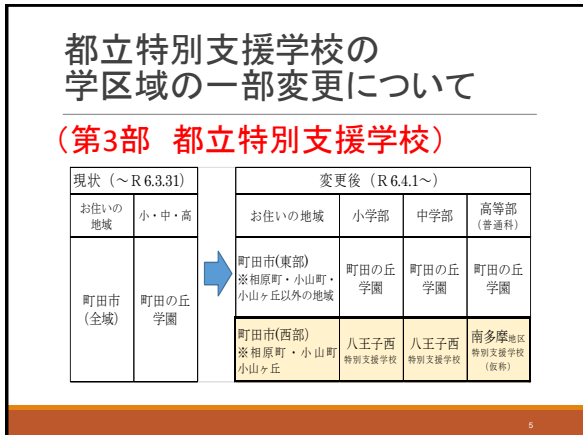 都立特別支援学校の
学区域の一部変更について
（第3部　都立特別支援学校）
現状（～R 6.3.31）
お住いの
地域
小・中・高
町田市
(全域)
町田の丘
学園
変更後（R 6.4.1～）
お住いの地域
小学部
中学部
高等部
(普通科)
町田市(東部)
※相原町・小山町・
小山ヶ丘以外の地域
町田の丘
学園
町田の丘
学園
町田の丘
学園
町田市(西部)
※相原町・小山町
小山ヶ丘
八王子西
特別支援学校
八王子西
特別支援学校
南多摩地区
特別支援学校
(仮称)
5